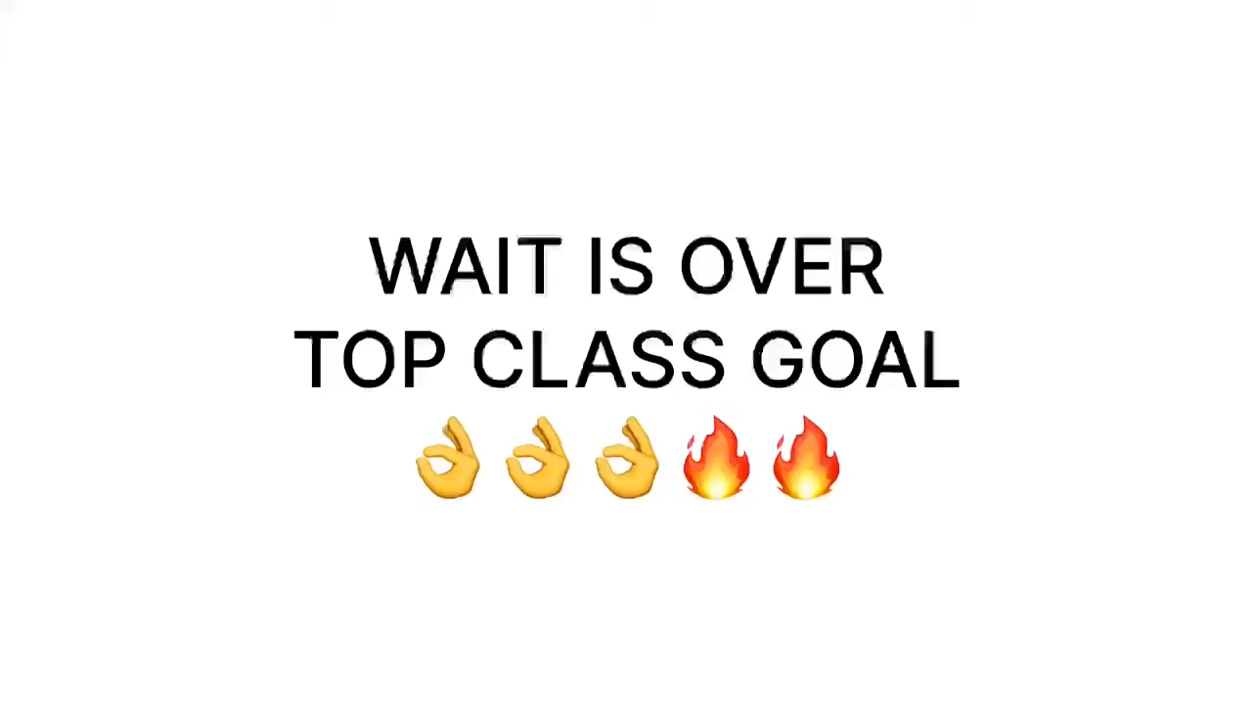 WAIT IS OVER
TOP CLASS GOAL
👌👌👌🔥🔥